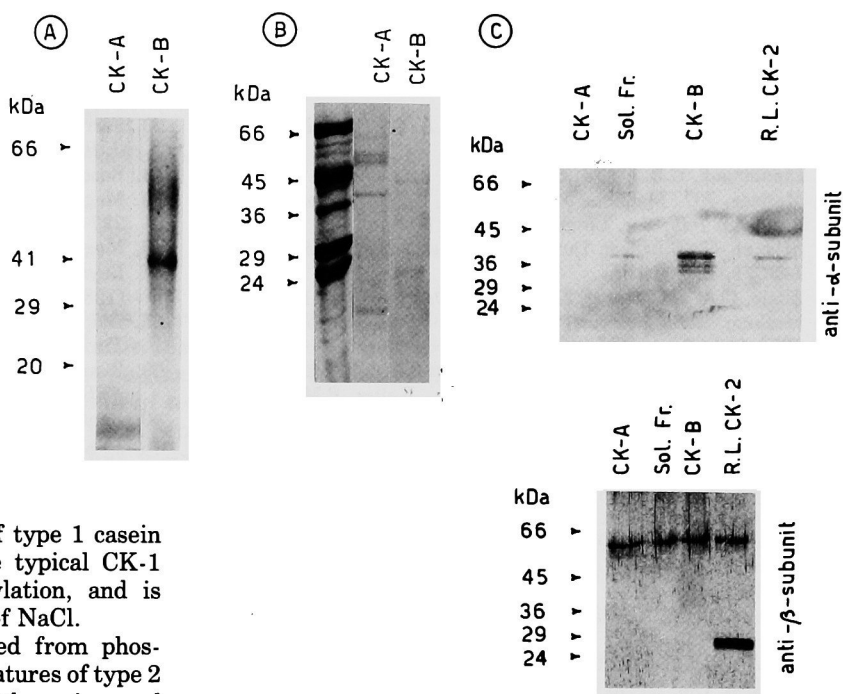 A
CK-A
CK-B
kDa
66
41
29
20
B
CK-A
CK-B
kDa
66
45
36
29
24
C
CK-A
Sol. Fr.
CK-B
R.L. CK-2
kDa
66
45
36
29
24
anti-α-subunit
CK-A
Sol. Fr.
CK-B
R.L. CK-2
kDa
66
45
36
29
24
anti-β-subunit
f type 1 casein
typical CK-1
ylation, and is
of NaCl.
ed from phos-
atures of type 2